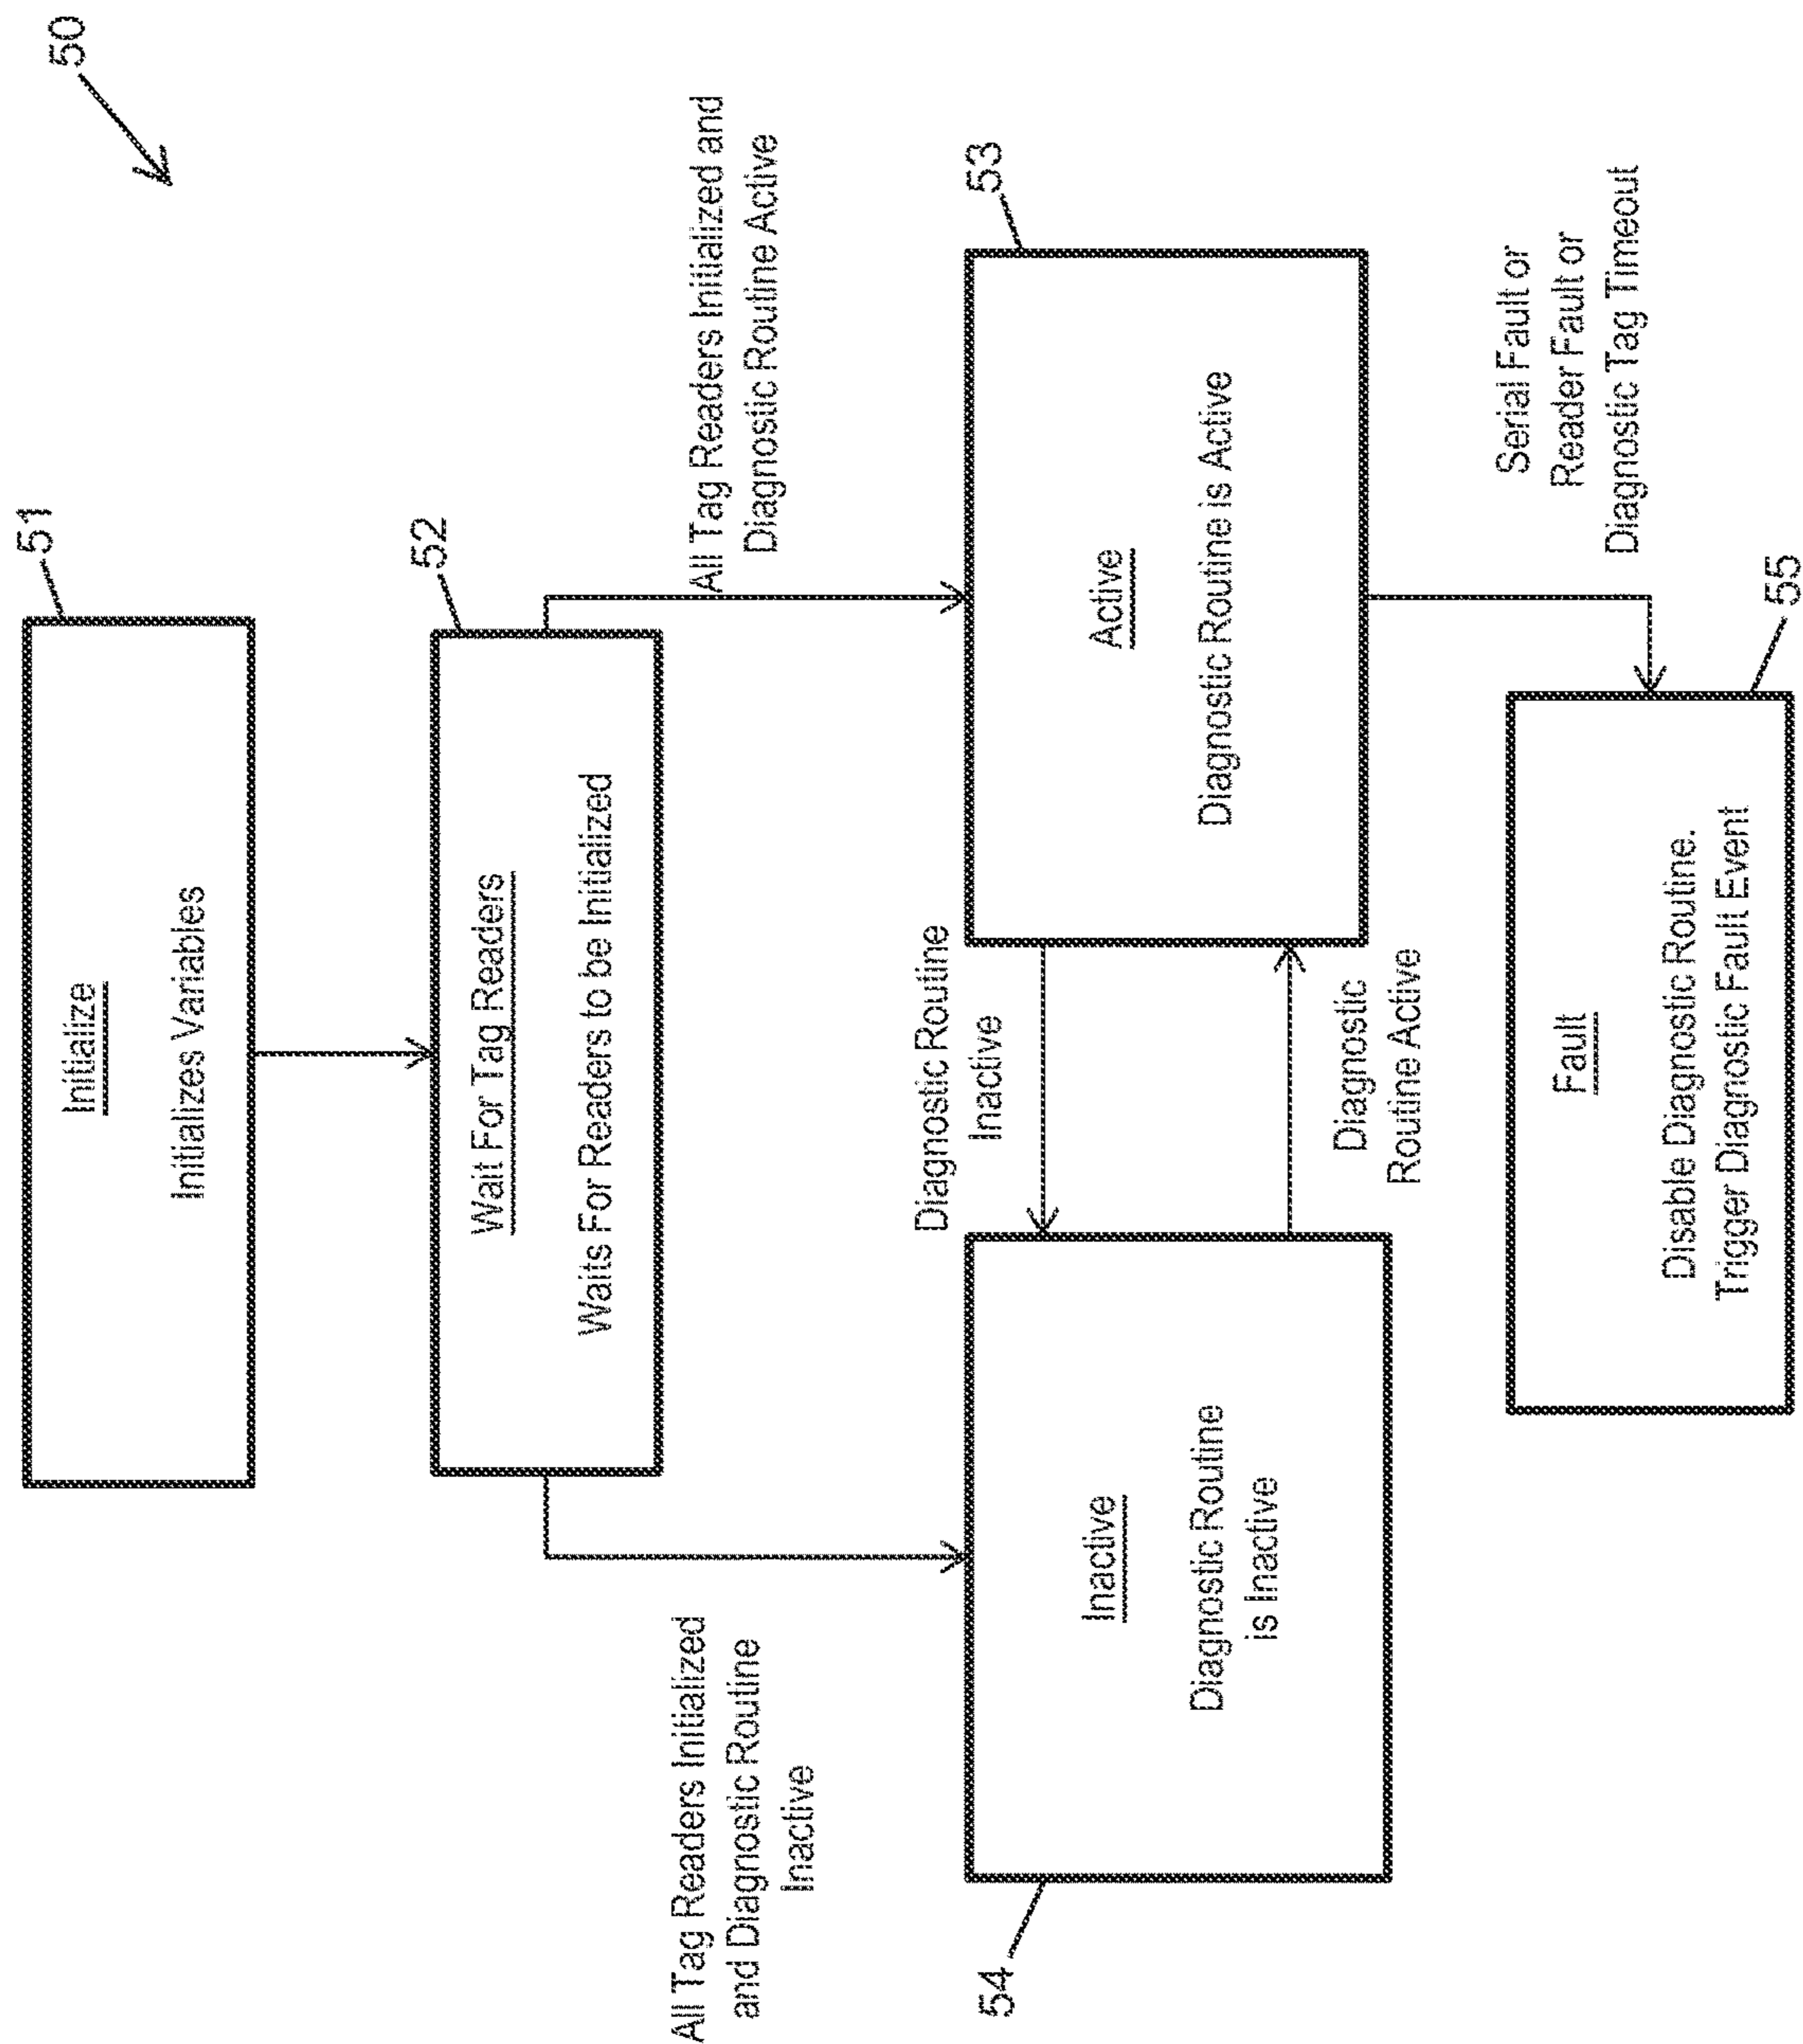 50
51
Initialize
Initializes Variables
52
Wait For Tag Readers
Waits For Readers to be Initialized
All Tag Readers Initialized
and Diagnostic Routine
Inactive
All Tag Readers Initialized and
Diagnostic Routine Active
54
Inactive
Diagnostic Routine
is Inactive
Diagnostic Routine
Inactive
Diagnostic
Routine Active
53
Active
Diagnostic Routine is Active
Serial Fault or
Reader Fault or
Diagnostic Tag Timeout
55
Fault
Disable Diagnostic Routine.
Trigger Diagnostic Fault Event